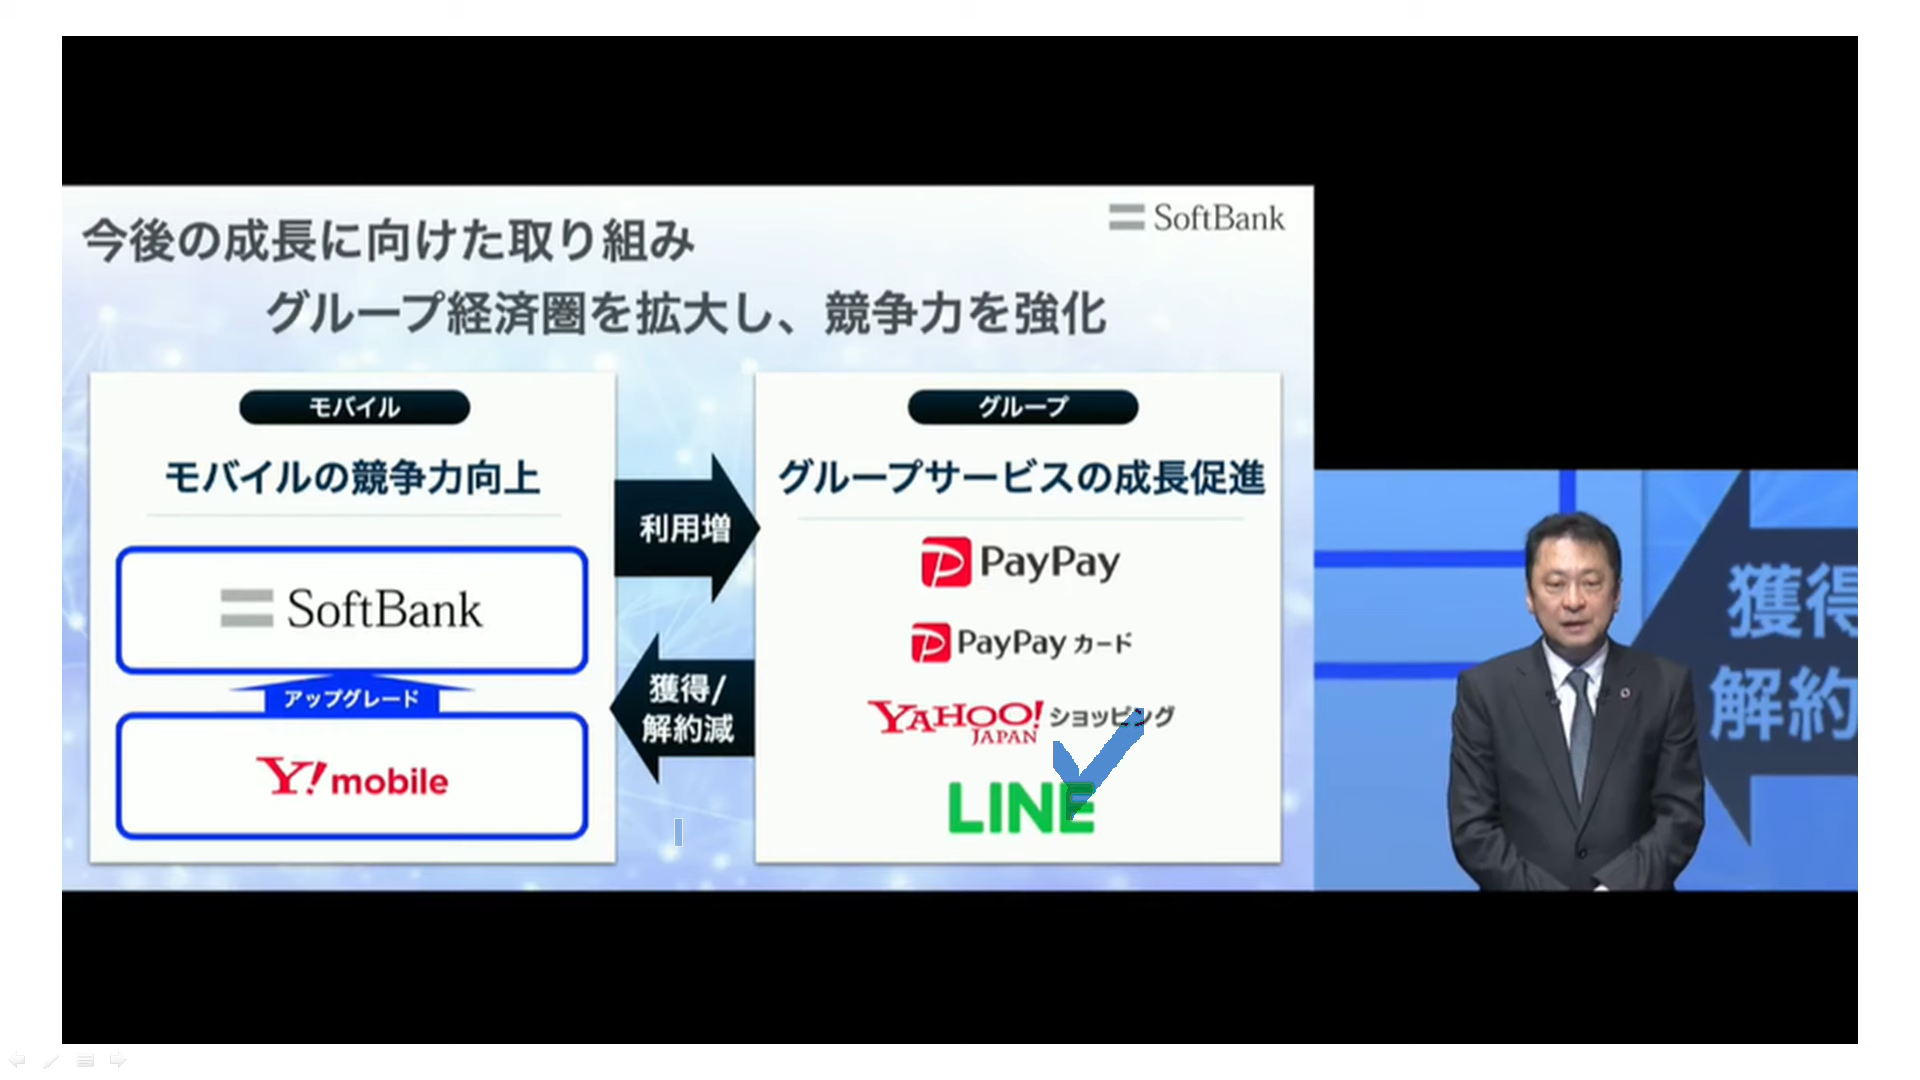 SoftBank
今後の成長に向けた取り組み
グループ経済圏を拡大し、競争力を強化
モバイル
モバイルの競争力向上
SoftBank
アップグレード
Y!mobile
利用増
獲得/
解約減
グループ
グループサービスの成長促進
PayPay
PayPay カード
YAHOO! ショッピング
JAPAN
LINE
獲得
解約